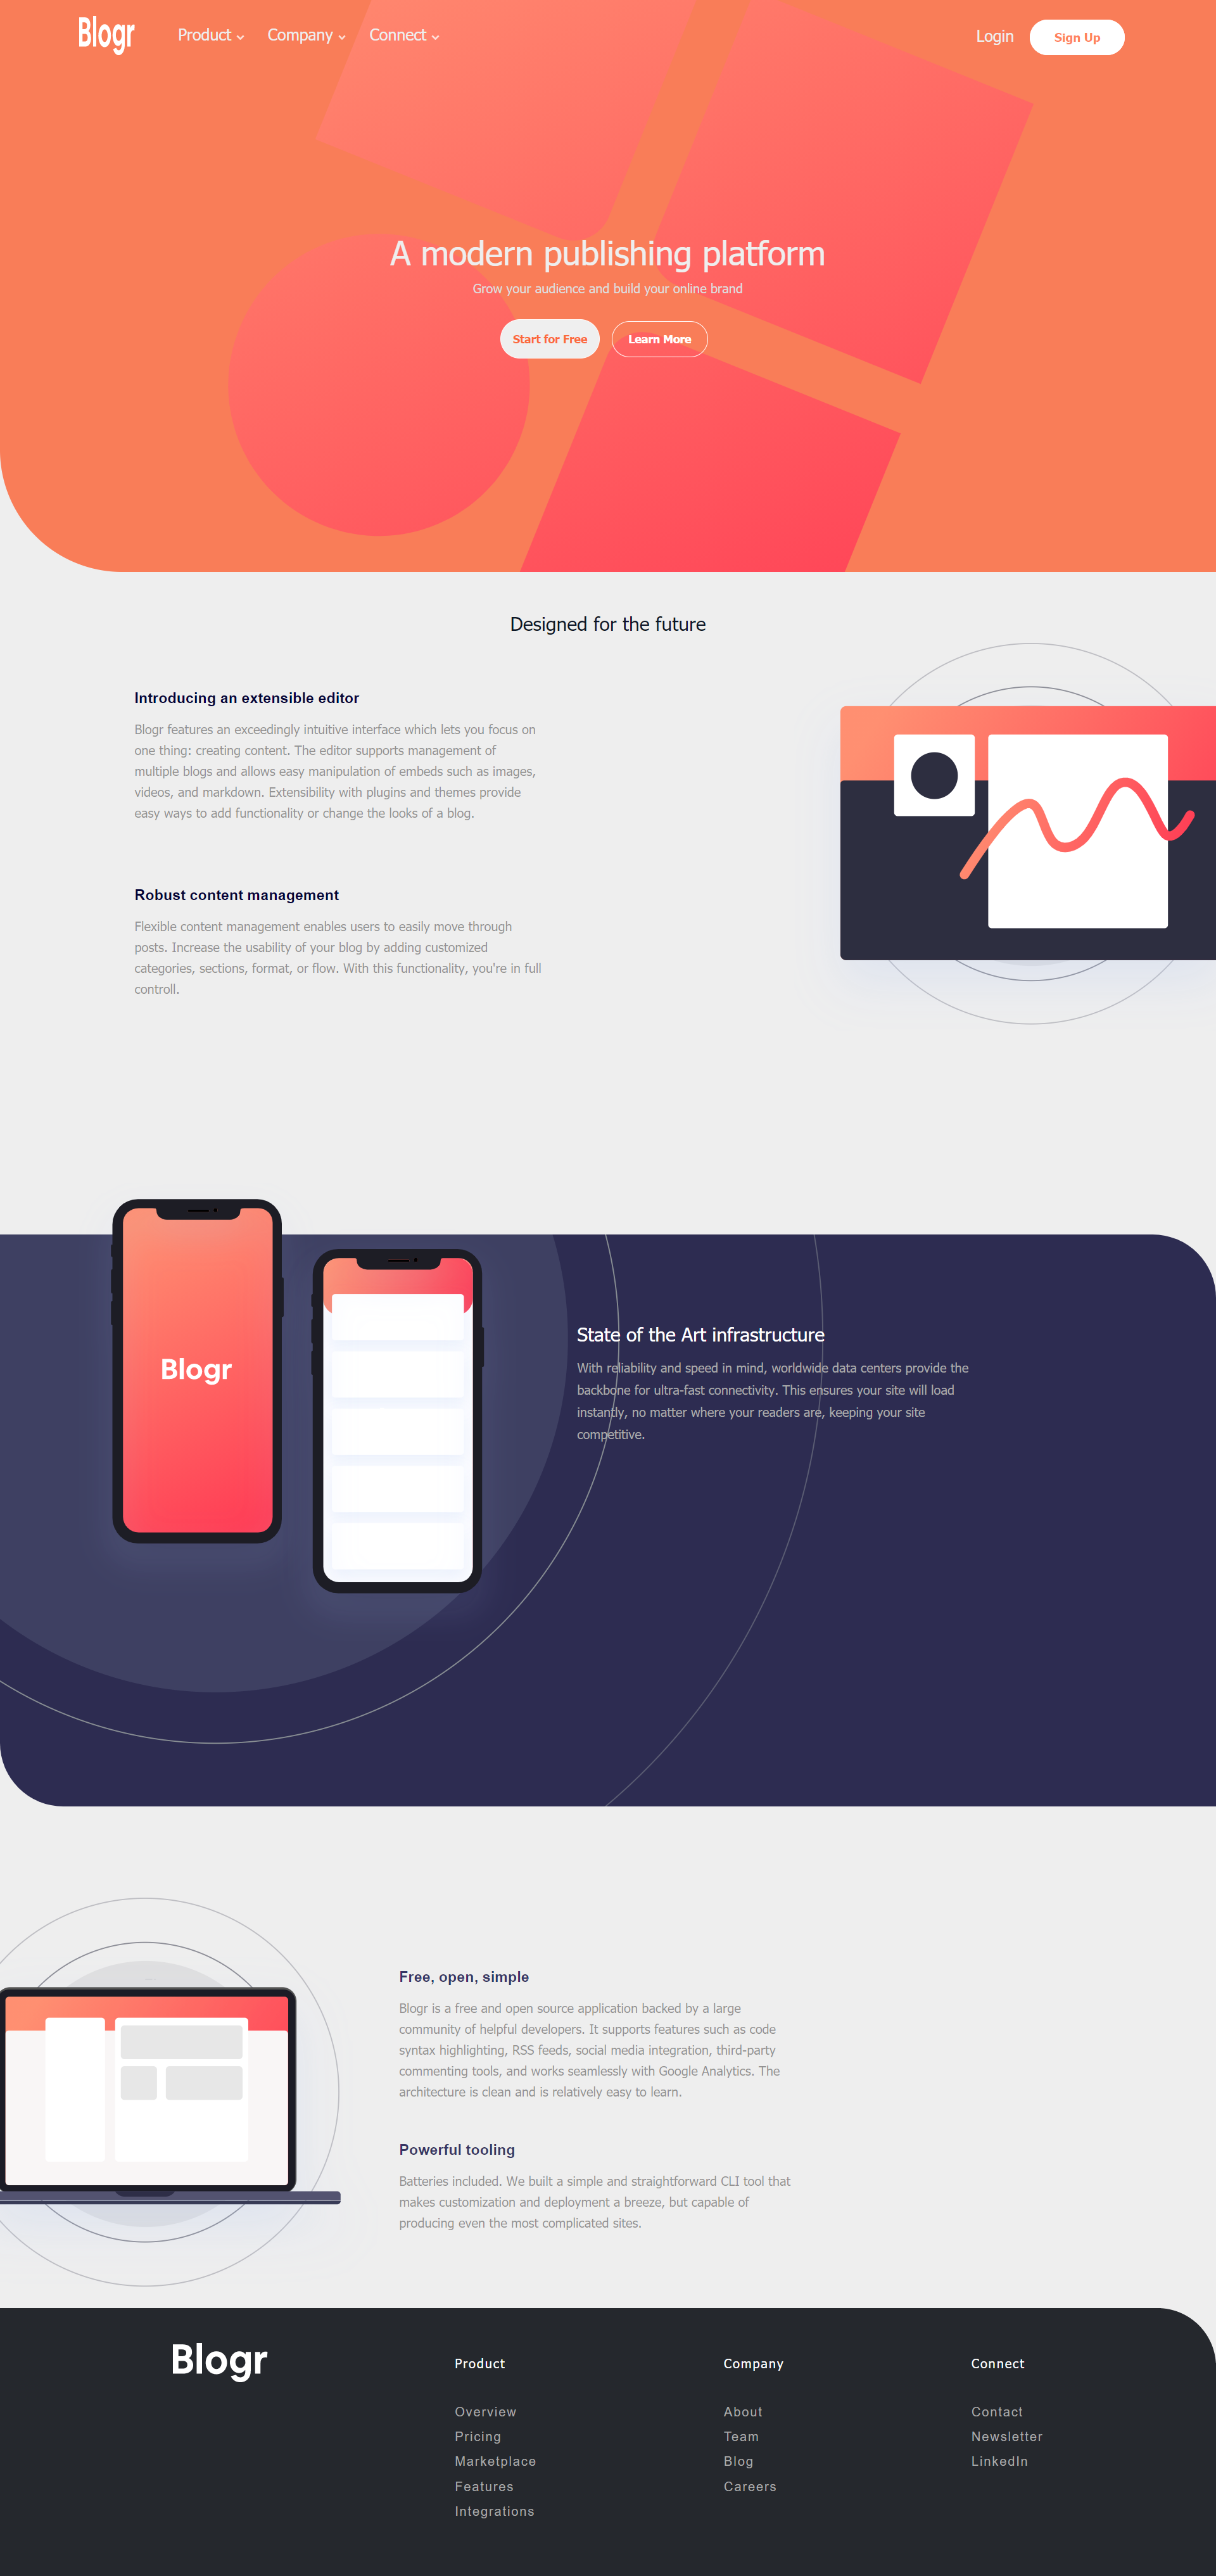 Blogr
Product
Company
Connect
Login
Sign Up
A modern publishing platform
Grow your audience and build your online brand
Start for Free
Learn More
Designed for the future
Introducing an extensible editor
Blogr features an exceedingly intuitive interface which lets you focus on
one thing: creating content. The editor supports management of
multiple blogs and allows easy manipulation of embeds such as images,
videos, and markdown. Extensibility with plugins and themes provide
easy ways to add functionality or change the looks of a blog.
Robust content management
Flexible content management enables users to easily move through
posts. Increase the usability of your blog by adding customized
categories, sections, format, or flow. With this functionality, you're in full
controll.
Blogr
State of the Art infrastructure
With reliability and speed in mind, worldwide data centers provide the
backbone for ultra-fast connectivity. This ensures your site will load
instantly, no matter where your readers are, keeping your site
competitive.
Free, open, simple
Blogr is a free and open source application backed by a large
community of helpful developers. It supports features such as code
syntax highlighting, RSS feeds, social media integration, third-party
commenting tools, and works seamlessly with Google Analytics. The
architecture is clean and is relatively easy to learn.
Powerful tooling
Batteries included. We built a simple and straightforward CLI tool that
makes customization and deployment a breeze, but capable of
producing even the most complicated sites.
Blogr
Product
Overview
Pricing
Marketplace
Features
Integrations
Company
About
Team
Blog
Careers
Connect
Contact
Newsletter
LinkedIn